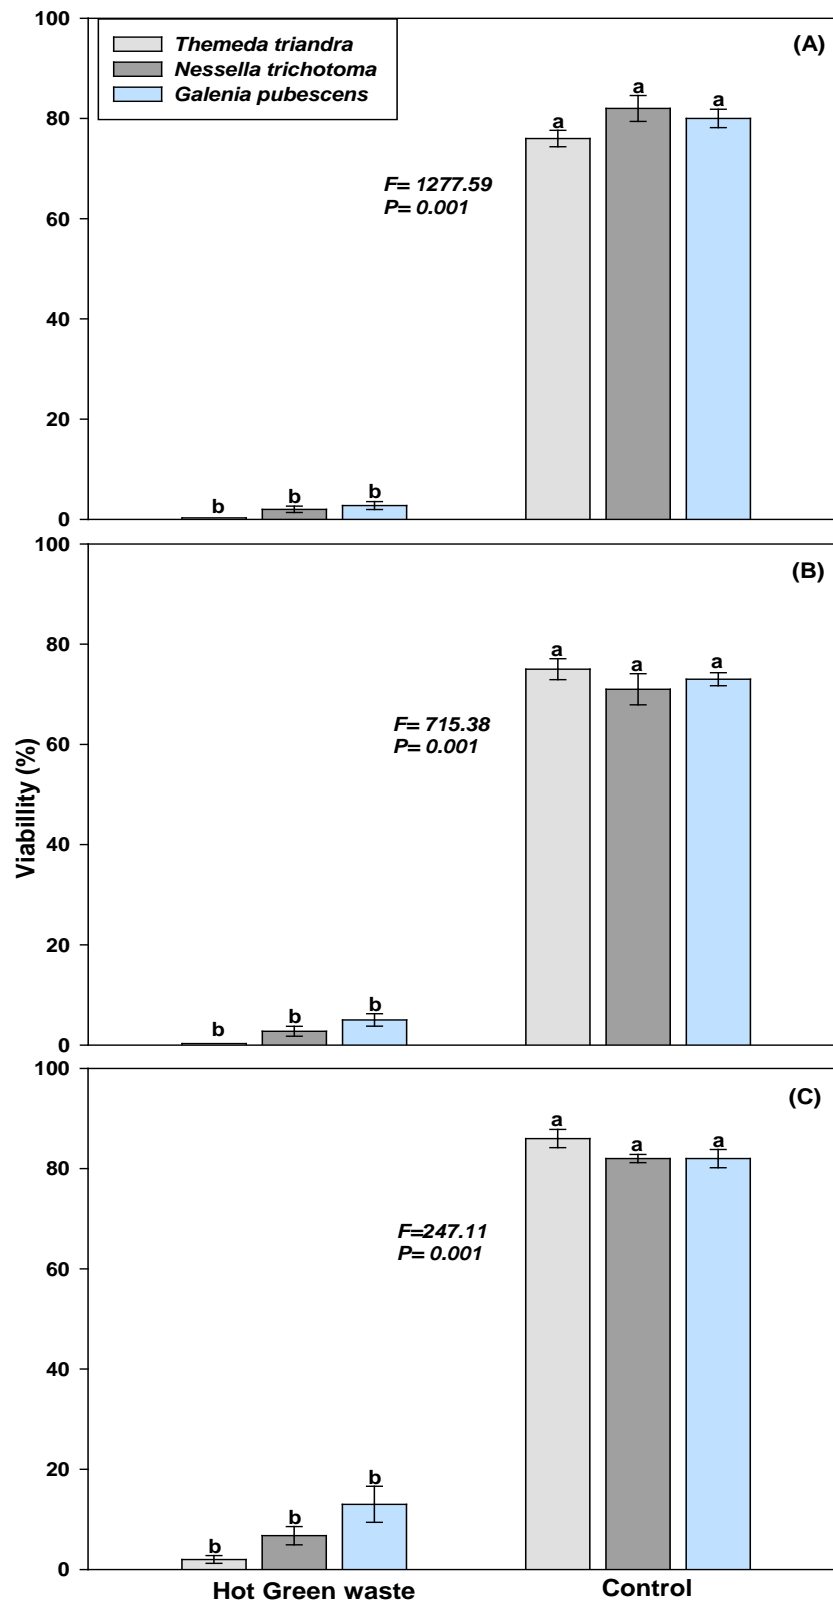 100
80
60
40
20
0
Themeda triandra
Nessella trichotoma
Galenia pubescens
(A)
F= 1277.59
P= 0.001
b
b
b
a
a
a
100
80
60
40
20
0
(B)
F= 715.38
P= 0.001
b
b
b
a
a
a
Viabillity (%)
100
80
60
40
20
0
(C)
F=247.11
P= 0.001
b
b
b
a
a
a
Hot Green waste
Control